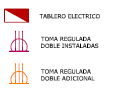 TABLERO ELECTRICO
TOMA REGULADA
DOBLE INSTALADAS
TOMA REGULADA
DOBLE ADICIONAL